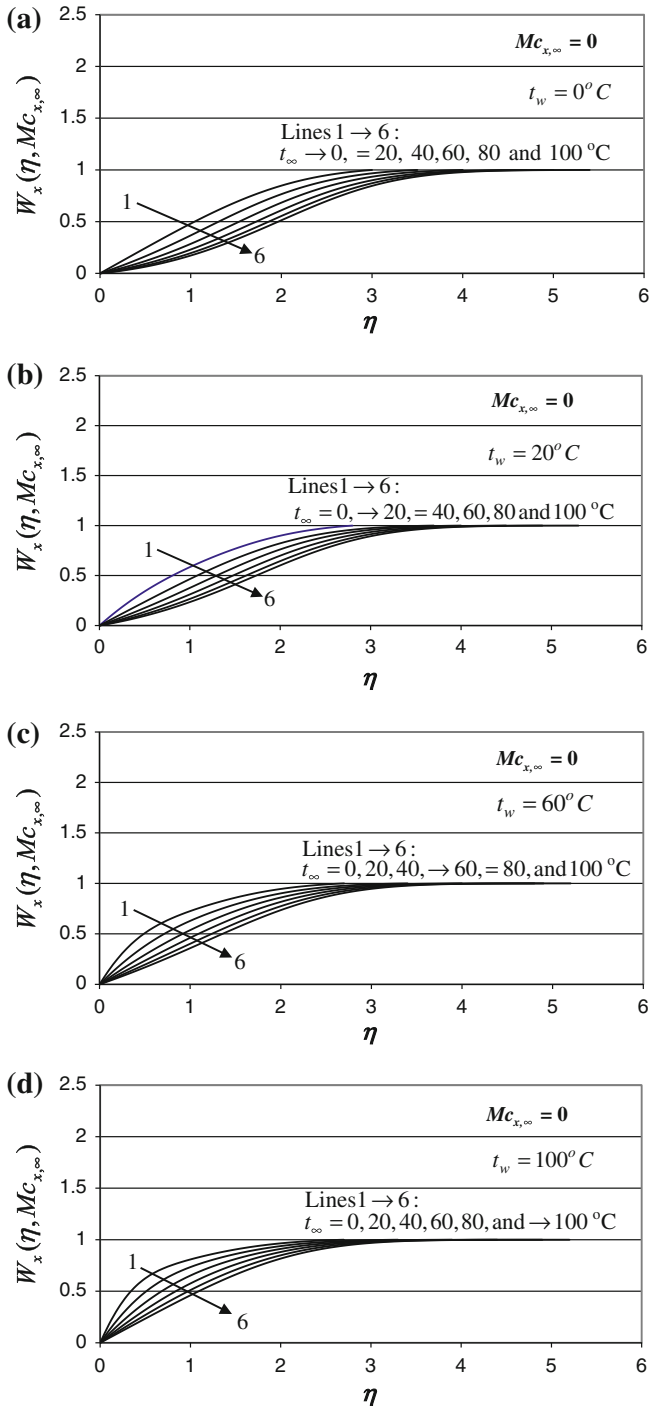 (a)
2.5
2
1.5
1
0.5
0
W_x(η, Mc_{x,∞})
Mc_{x,∞} = 0
t_w = 0°C
Lines 1 → 6 :
t_∞ → 0, = 20, 40, 60, 80 and 100 °C
1
6
0 1 2 3 4 5 6
η
(b)
2.5
2
1.5
1
0.5
0
W_x(η, Mc_{x,∞})
Mc_{x,∞} = 0
t_w = 20°C
Lines 1 → 6 :
t_∞ = 0, → 20, = 40, 60, 80 and 100 °C
1
6
0 1 2 3 4 5 6
η
(c)
2.5
2
1.5
1
0.5
0
W_x(η, Mc_{x,∞})
Mc_{x,∞} = 0
t_w = 60°C
Lines 1 → 6 :
t_∞ = 0, 20, 40, → 60, = 80, and 100 °C
1
6
0 1 2 3 4 5 6
η
(d)
2.5
2
1.5
1
0.5
0
W_x(η, Mc_{x,∞})
Mc_{x,∞} = 0
t_w = 100°C
Lines 1 → 6 :
t_∞ = 0, 20, 40, 60, 80, and → 100 °C
1
6
0 1 2 3 4 5 6
η